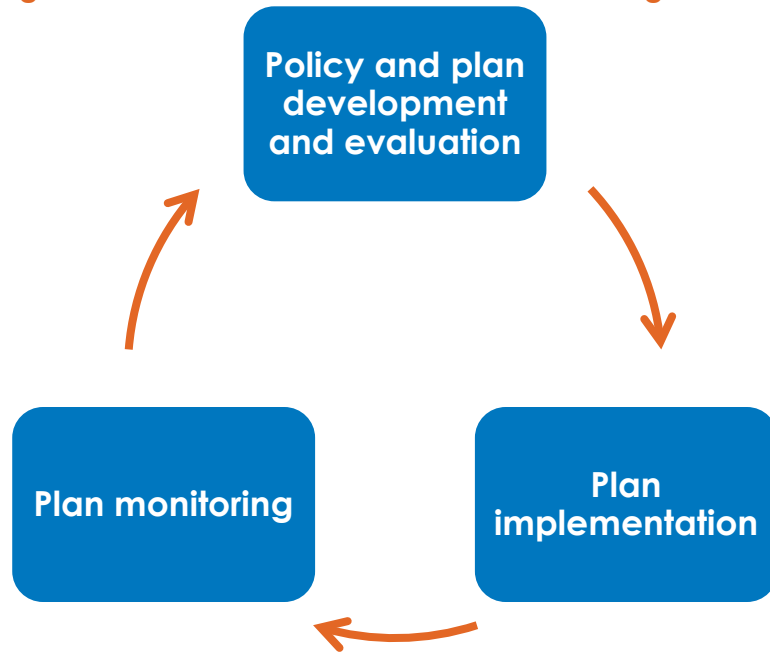 Policy and plan
development
and evaluation
Plan
implementation
Plan monitoring